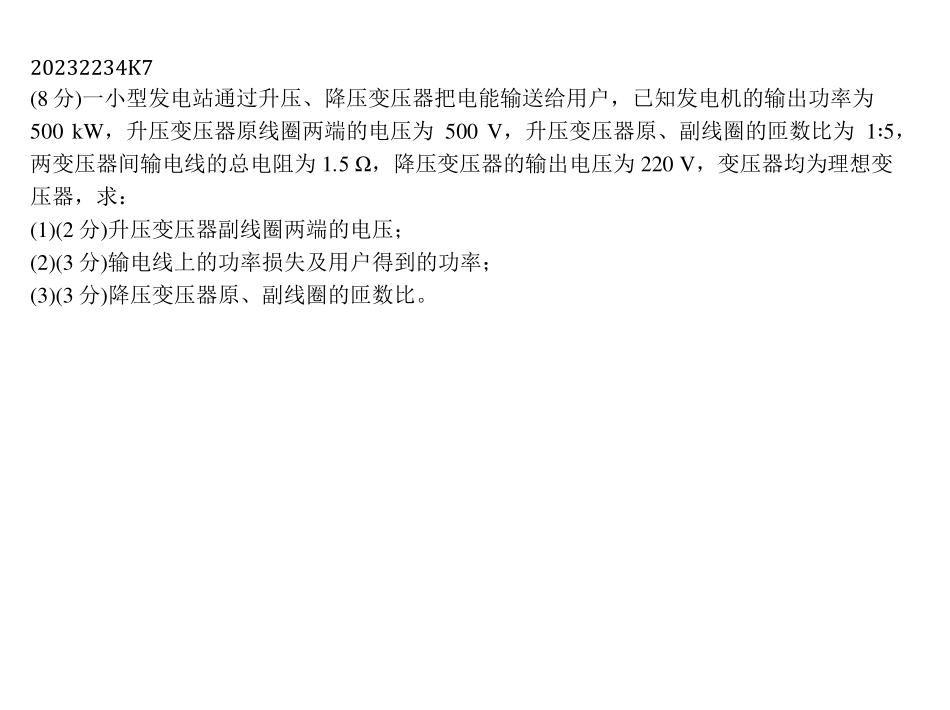 20232234K7
(8 分)一小型发电站通过升压、降压变压器把电能输送给用户，已知发电机的输出功率为
500 kW，升压变压器原线圈两端的电压为 500 V，升压变压器原、副线圈的匝数比为 1∶5，
两变压器间输电线的总电阻为 1.5 Ω，降压变压器的输出电压为 220 V，变压器均为理想变
压器，求：
(1)(2 分)升压变压器副线圈两端的电压；
(2)(3 分)输电线上的功率损失及用户得到的功率；
(3)(3 分)降压变压器原、副线圈的匝数比。